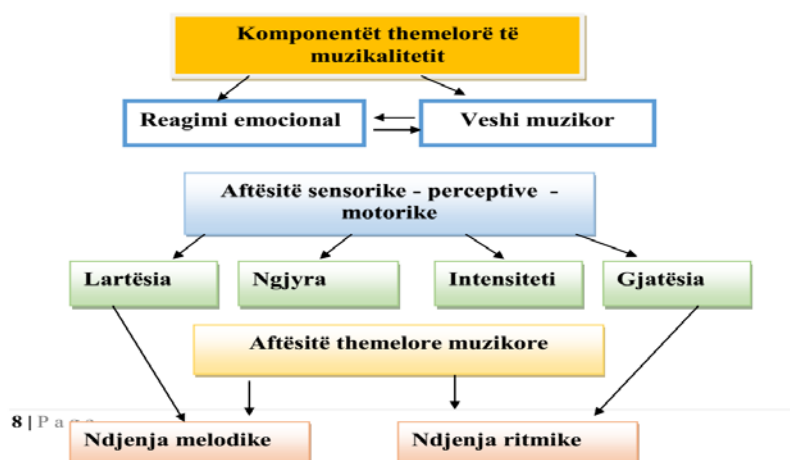 Komponentët themelorë të
muzikalitetit
Reagimi emocional
Veshi muzikor
Aftësitë sensorike - perceptive -
motorike
Lartësia
Ngjyra
Intensiteti
Gjatësia
Aftësitë themelore muzikore
8 | P a g e
Ndjenja melodike
Ndjenja ritmike